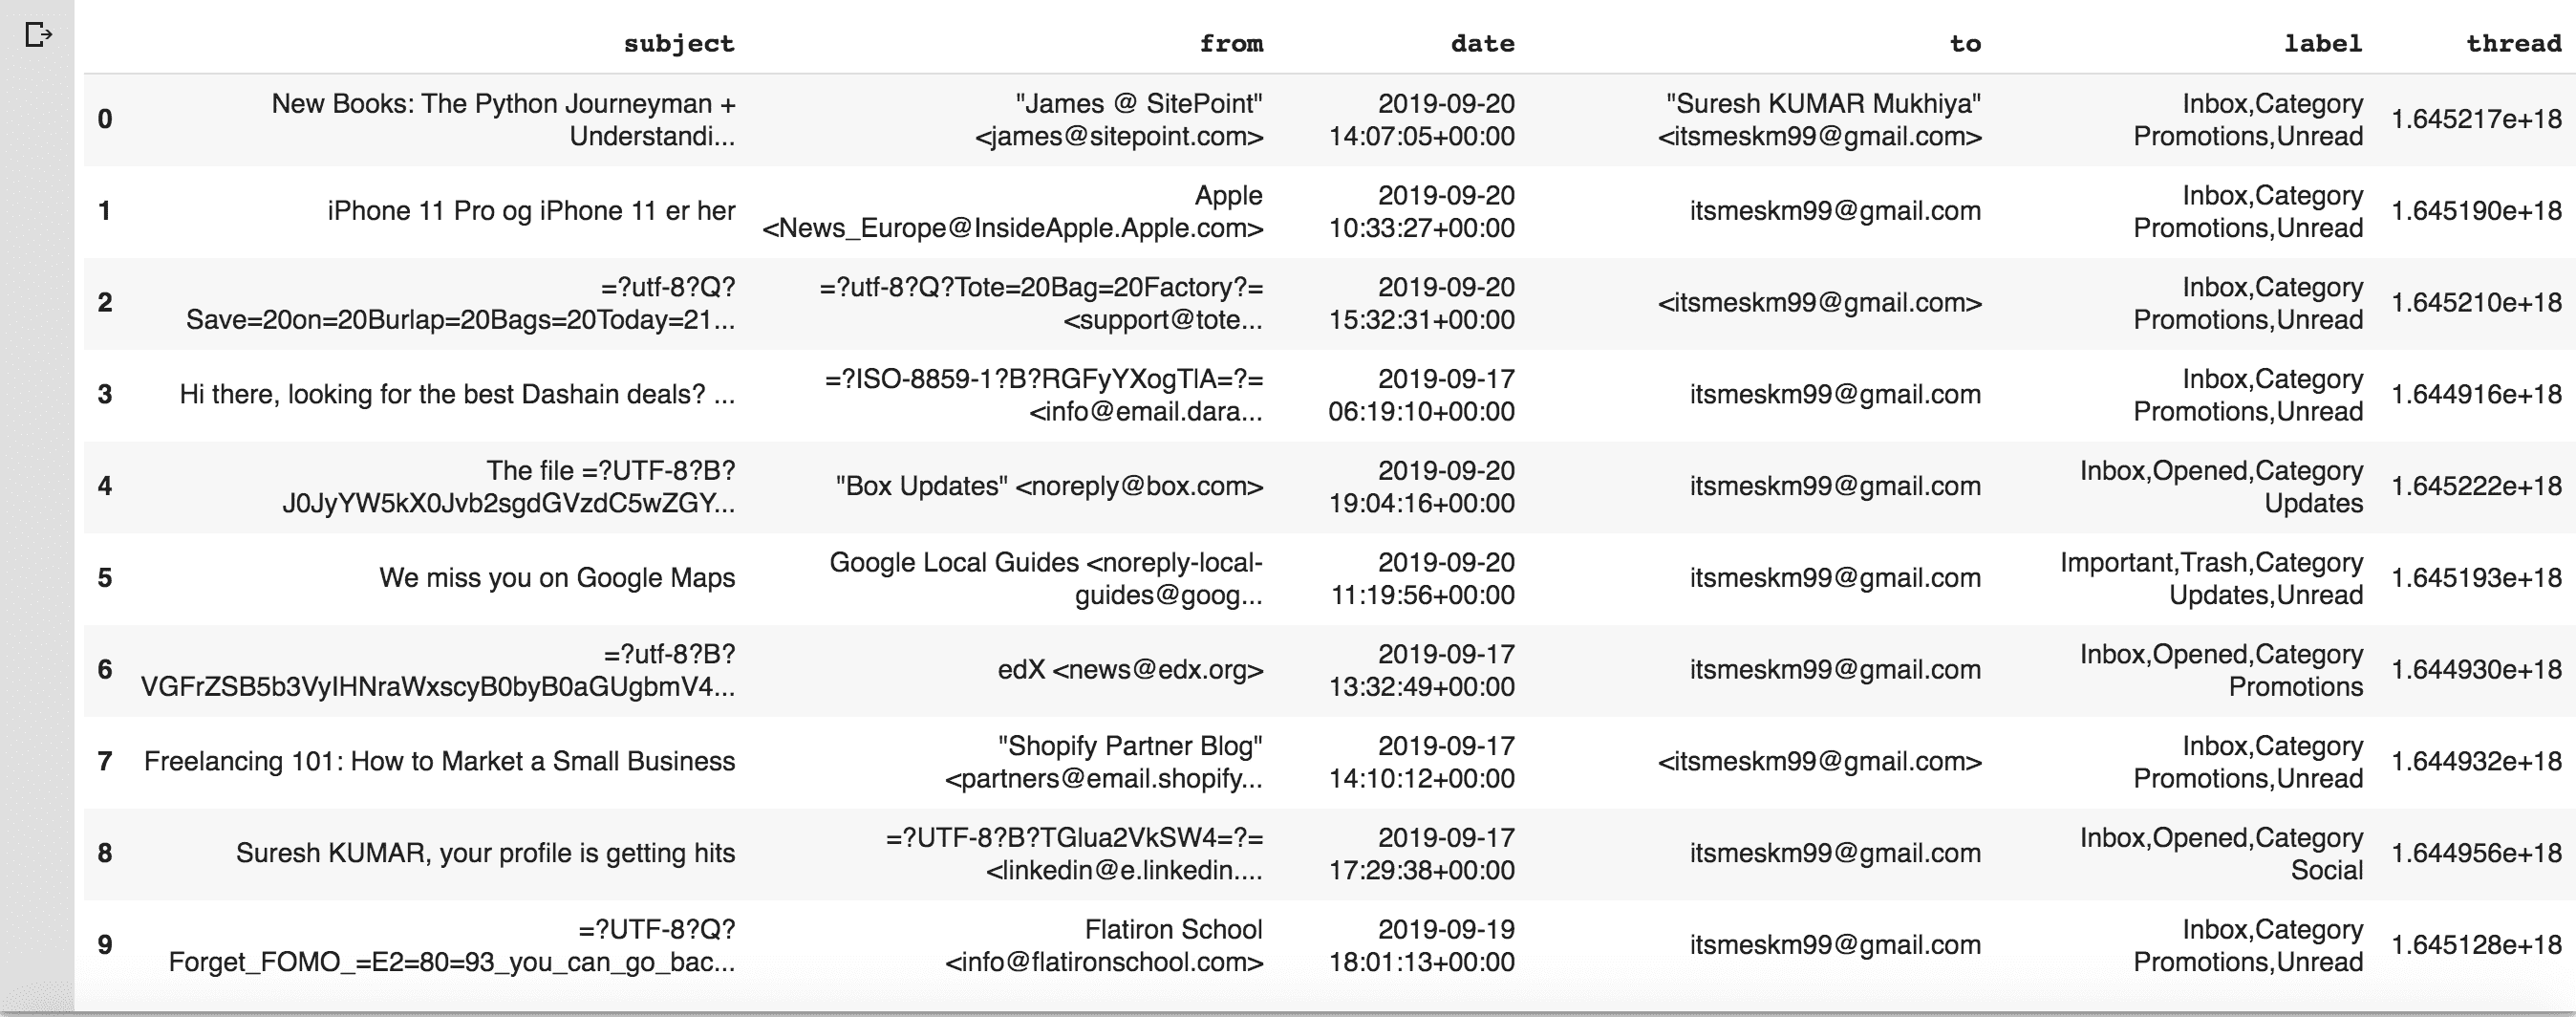 subject from date to label thread
0 New Books: The Python Journeyman + Understandi... "James @ SitePoint" <james@sitepoint.com> 2019-09-20 14:07:05+00:00 "Suresh KUMAR Mukhiya" <itsmeskm99@gmail.com> Inbox,Category Promotions,Unread 1.645217e+18
1 iPhone 11 Pro og iPhone 11 er her Apple <News_Europe@InsideApple.Apple.com> 2019-09-20 10:33:27+00:00 itsmeskm99@gmail.com Inbox,Category Promotions,Unread 1.645190e+18
2 =?utf-8?Q? Save=20on=20Burlap=20Bags=20Today=21... =?utf-8?Q?Tote=20Bag=20Factory?= <support@tote... 2019-09-20 15:32:31+00:00 <itsmeskm99@gmail.com> Inbox,Category Promotions,Unread 1.645210e+18
3 Hi there, looking for the best Dashain deals? ... =?ISO-8859-1?B?RGFyYXogTlA=?= <info@email.dara... 2019-09-17 06:19:10+00:00 itsmeskm99@gmail.com Inbox,Category Promotions,Unread 1.644916e+18
4 The file =?UTF-8?B? J0JyYW5kX0Jvb2sgdGVzdC5wZGY... "Box Updates" <noreply@box.com> 2019-09-20 19:04:16+00:00 itsmeskm99@gmail.com Inbox,Opened,Category Updates 1.645222e+18
5 We miss you on Google Maps Google Local Guides <noreply-local-guides@goog... 2019-09-20 11:19:56+00:00 itsmeskm99@gmail.com Important,Trash,Category Updates,Unread 1.645193e+18
6 =?utf-8?B? VGFrZSB5b3VyIHNraWxscyB0byB0aGUgbmV4... edX <news@edx.org> 2019-09-17 13:32:49+00:00 itsmeskm99@gmail.com Inbox,Opened,Category Promotions 1.644930e+18
7 Freelancing 101: How to Market a Small Business "Shopify Partner Blog" <partners@email.shopify... 2019-09-17 14:10:12+00:00 <itsmeskm99@gmail.com> Inbox,Category Promotions,Unread 1.644932e+18
8 Suresh KUMAR, your profile is getting hits =?UTF-8?B?TGlua2VkSW4=?= <linkedin@e.linkedin.... 2019-09-17 17:29:38+00:00 itsmeskm99@gmail.com Inbox,Opened,Category Social 1.644956e+18
9 =?UTF-8?Q? Forget_FOMO_=E2=80=93_you_can_go_bac... Flatiron School <info@flatironschool.com> 2019-09-19 18:01:13+00:00 itsmeskm99@gmail.com Inbox,Category Promotions,Unread 1.645128e+18